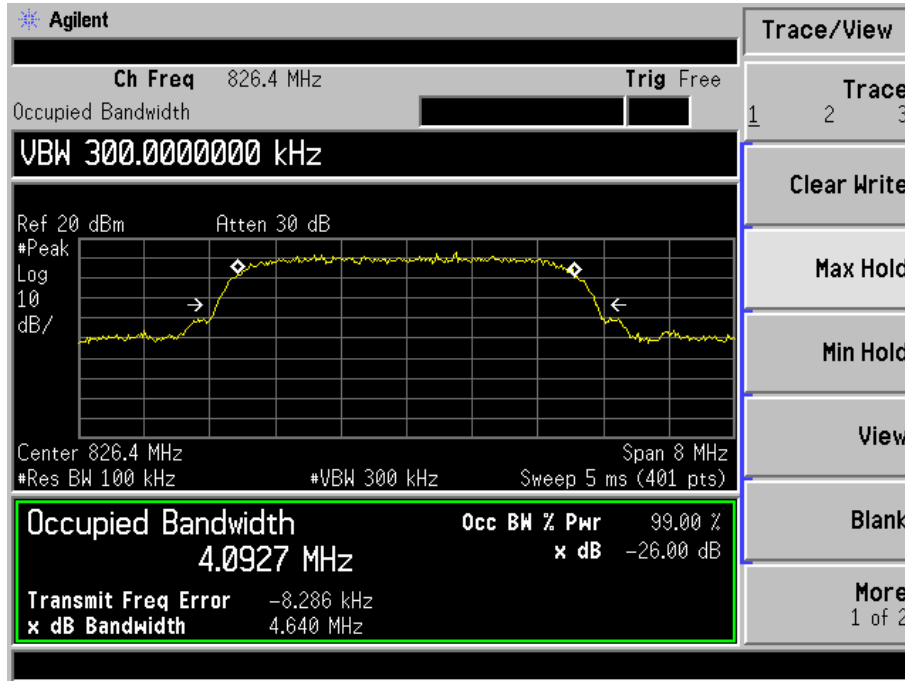 Agilent
Ch Freq 826.4 MHz Trig Free
Occupied Bandwidth
VBW 300.0000000 kHz
Ref 20 dBm Atten 30 dB
#Peak
Log
10
dB/
Center 826.4 MHz Span 8 MHz
#Res BW 100 kHz #VBW 300 kHz Sweep 5 ms (401 pts)
Occupied Bandwidth
4.0927 MHz
Occ BW % Pwr 99.00 %
x dB -26.00 dB
Transmit Freq Error -8.286 kHz
x dB Bandwidth 4.640 MHz
Trace/View
Trace
1 2 3
Clear Write
Max Hold
Min Hold
View
Blank
More
1 of 2